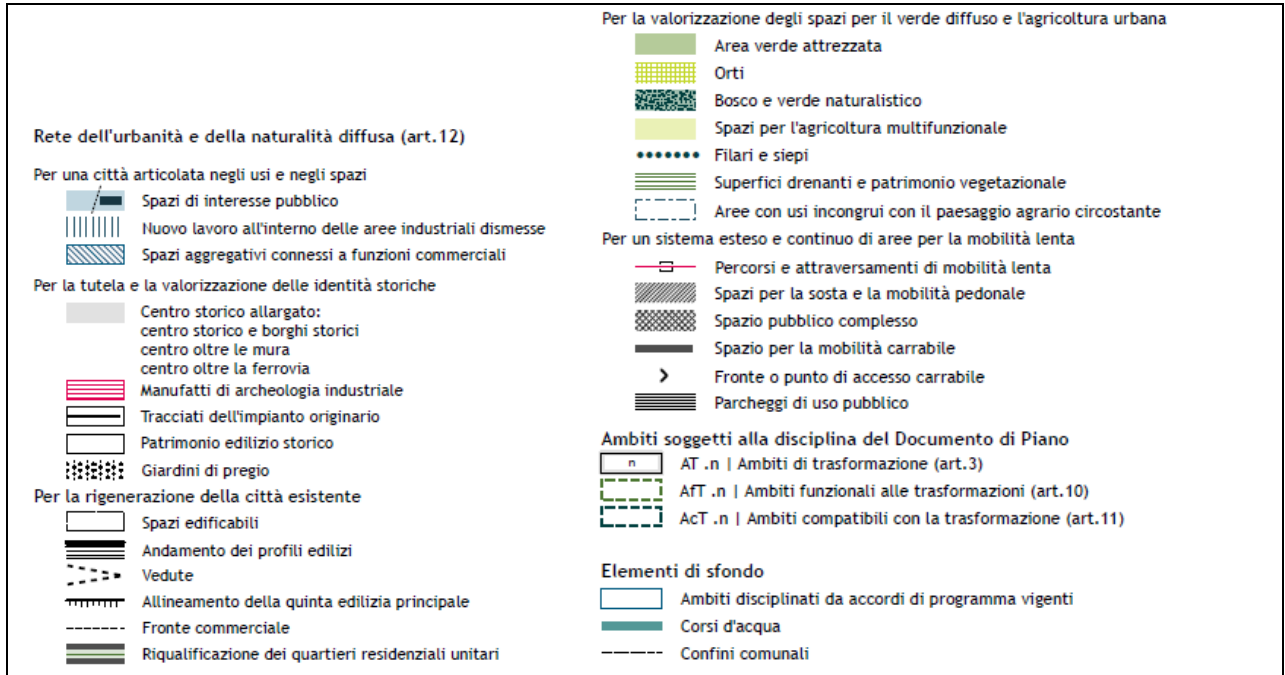 Rete dell'urbanità e della naturalità diffusa (art.12)
Per una città articolata negli usi e negli spazi
Spazi di interesse pubblico
Nuovo lavoro all'interno delle aree industriali dismesse
Spazi aggregativi connessi a funzioni commerciali
Per la tutela e la valorizzazione delle identità storiche
Centro storico allargato:
centro storico e borghi storici
centro oltre le mura
centro oltre la ferrovia
Manufatti di archeologia industriale
Tracciati dell'impianto originario
Patrimonio edilizio storico
Giardini di pregio
Per la rigenerazione della città esistente
Spazi edificabili
Andamento dei profili edilizi
Vedute
Allineamento della quinta edilizia principale
Fronte commerciale
Riqualificazione dei quartieri residenziali unitari
Per la valorizzazione degli spazi per il verde diffuso e l'agricoltura urbana
Area verde attrezzata
Orti
Bosco e verde naturalistico
Spazi per l'agricoltura multifunzionale
Filari e siepi
Superfici drenanti e patrimonio vegetazionale
Aree con usi incongrui con il paesaggio agrario circostante
Per un sistema esteso e continuo di aree per la mobilità lenta
Percorsi e attraversamenti di mobilità lenta
Spazi per la sosta e la mobilità pedonale
Spazio pubblico complesso
Spazio per la mobilità carrabile
Fronte o punto di accesso carrabile
Parcheggi di uso pubblico
Ambiti soggetti alla disciplina del Documento di Piano
n AT .n | Ambiti di trasformazione (art.3)
AfT .n | Ambiti funzionali alle trasformazioni (art.10)
AcT .n | Ambiti compatibili con la trasformazione (art.11)
Elementi di sfondo
Ambiti disciplinati da accordi di programma vigenti
Corsi d'acqua
Confini comunali